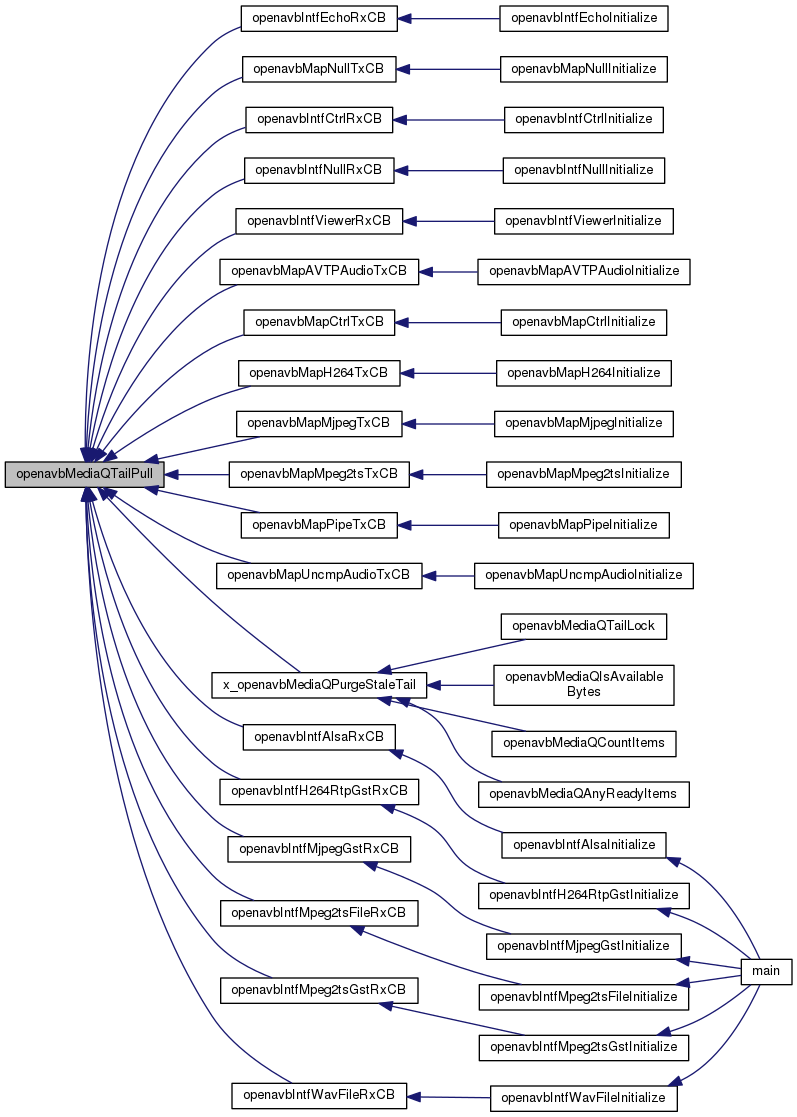 openavbIntfEchoRxCB
openavbIntfEchoInitialize
openavbMapNullTxCB
openavbMapNullInitialize
openavbIntfCtrlRxCB
openavbIntfCtrlInitialize
openavbIntfNullRxCB
openavbIntfNullInitialize
openavbIntfViewerRxCB
openavbIntfViewerInitialize
openavbMapAVTPAudioTxCB
openavbMapAVTPAudioInitialize
openavbMapCtrlTxCB
openavbMapCtrlInitialize
openavbMapH264TxCB
openavbMapH264Initialize
openavbMapMjpegTxCB
openavbMapMjpegInitialize
openavbMediaQTailPull
openavbMapMpeg2tsTxCB
openavbMapMpeg2tsInitialize
openavbMapPipeTxCB
openavbMapPipeInitialize
openavbMapUncmpAudioTxCB
openavbMapUncmpAudioInitialize
openavbMediaQTailLock
x_openavbMediaQPurgeStaleTail
openavbMediaQIsAvailable
Bytes
openavbIntfAlsaRxCB
openavbMediaQCountItems
openavbIntfH264RtpGstRxCB
openavbMediaQAnyReadyItems
openavbIntfMjpegGstRxCB
openavbIntfAlsaInitialize
openavbIntfH264RtpGstInitialize
openavbIntfMpeg2tsFileRxCB
openavbIntfMjpegGstInitialize
main
openavbIntfMpeg2tsGstRxCB
openavbIntfMpeg2tsFileInitialize
openavbIntfMpeg2tsGstInitialize
openavbIntfWavFileRxCB
openavbIntfWavFileInitialize